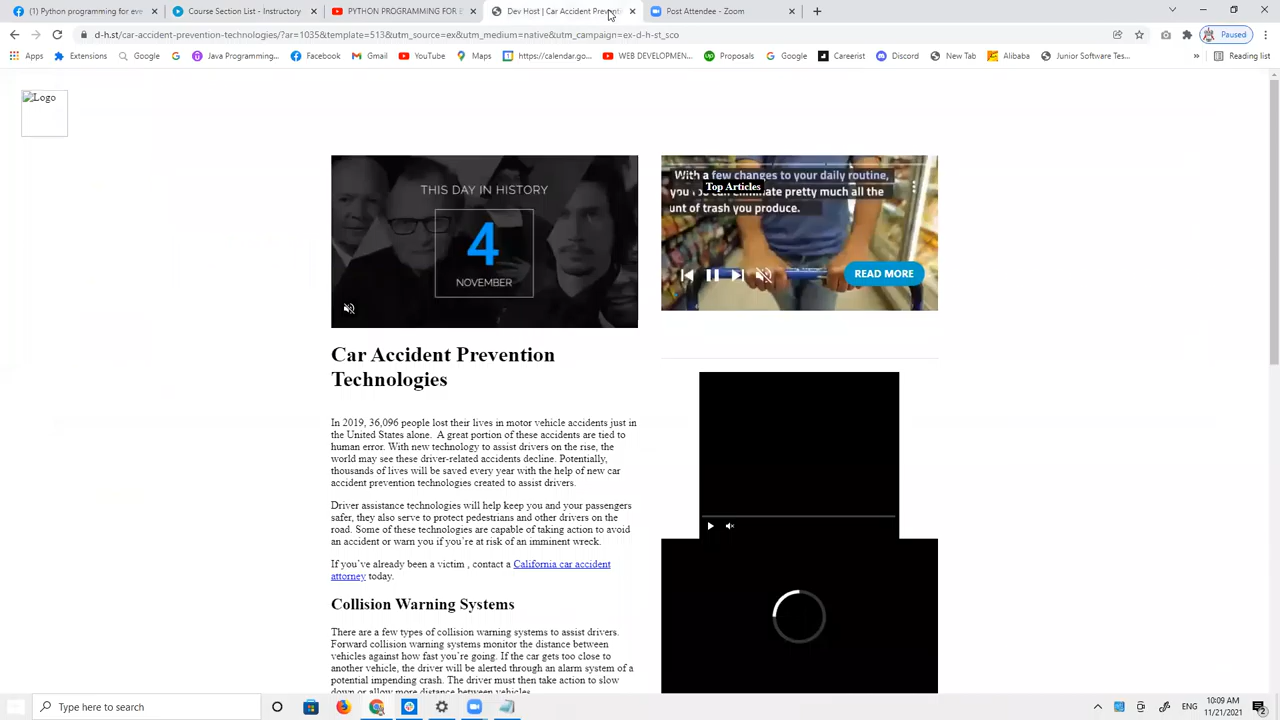 (1) Python programming for eve
Course Section List - Instructory
PYTHON PROGRAMMING FOR E
Dev Host | Car Accident Preventi
Post Attendee - Zoom
d-h.st/car-accident-prevention-technologies/?ar=1035&template=513&utm_source=ex&utm_medium=native&utm_campaign=ex-d-h-st_sco
Paused
Apps
Extensions
Google
G
Java Programming...
Facebook
Gmail
YouTube
Maps
https://calendar.go...
WEB DEVELOPMEN...
Proposals
Google
Careerist
Discord
New Tab
Alibaba
Junior Software Tes...
»
Reading list
Logo
THIS DAY IN HISTORY
4
NOVEMBER
With a few changes to your daily routine,
Top Articles
you can eliminate pretty much all the
unt of trash you produce.
READ MORE
Car Accident Prevention
Technologies
In 2019, 36,096 people lost their lives in motor vehicle accidents just in
the United States alone. A great portion of these accidents are tied to
human error. With new technology to assist drivers on the rise, the
world may see these driver-related accidents decline. Potentially,
thousands of lives will be saved every year with the help of new car
accident prevention technologies created to assist drivers.
Driver assistance technologies will help keep you and your passengers
safer, they also serve to protect pedestrians and other drivers on the
road. Some of these technologies are capable of taking action to avoid
an accident or warn you if you're at risk of an imminent wreck.
If you've already been a victim , contact a California car accident
attorney today.
Collision Warning Systems
There are a few types of collision warning systems to assist drivers.
Forward collision warning systems monitor the distance between
vehicles against how fast you're going. If the car gets too close to
another vehicle, the driver will be alerted through an alarm system of a
potential impending crash. The driver must then take action to slow
down or allow more distance between vehicles.
Type here to search
ENG
10:09 AM
11/21/2021
2